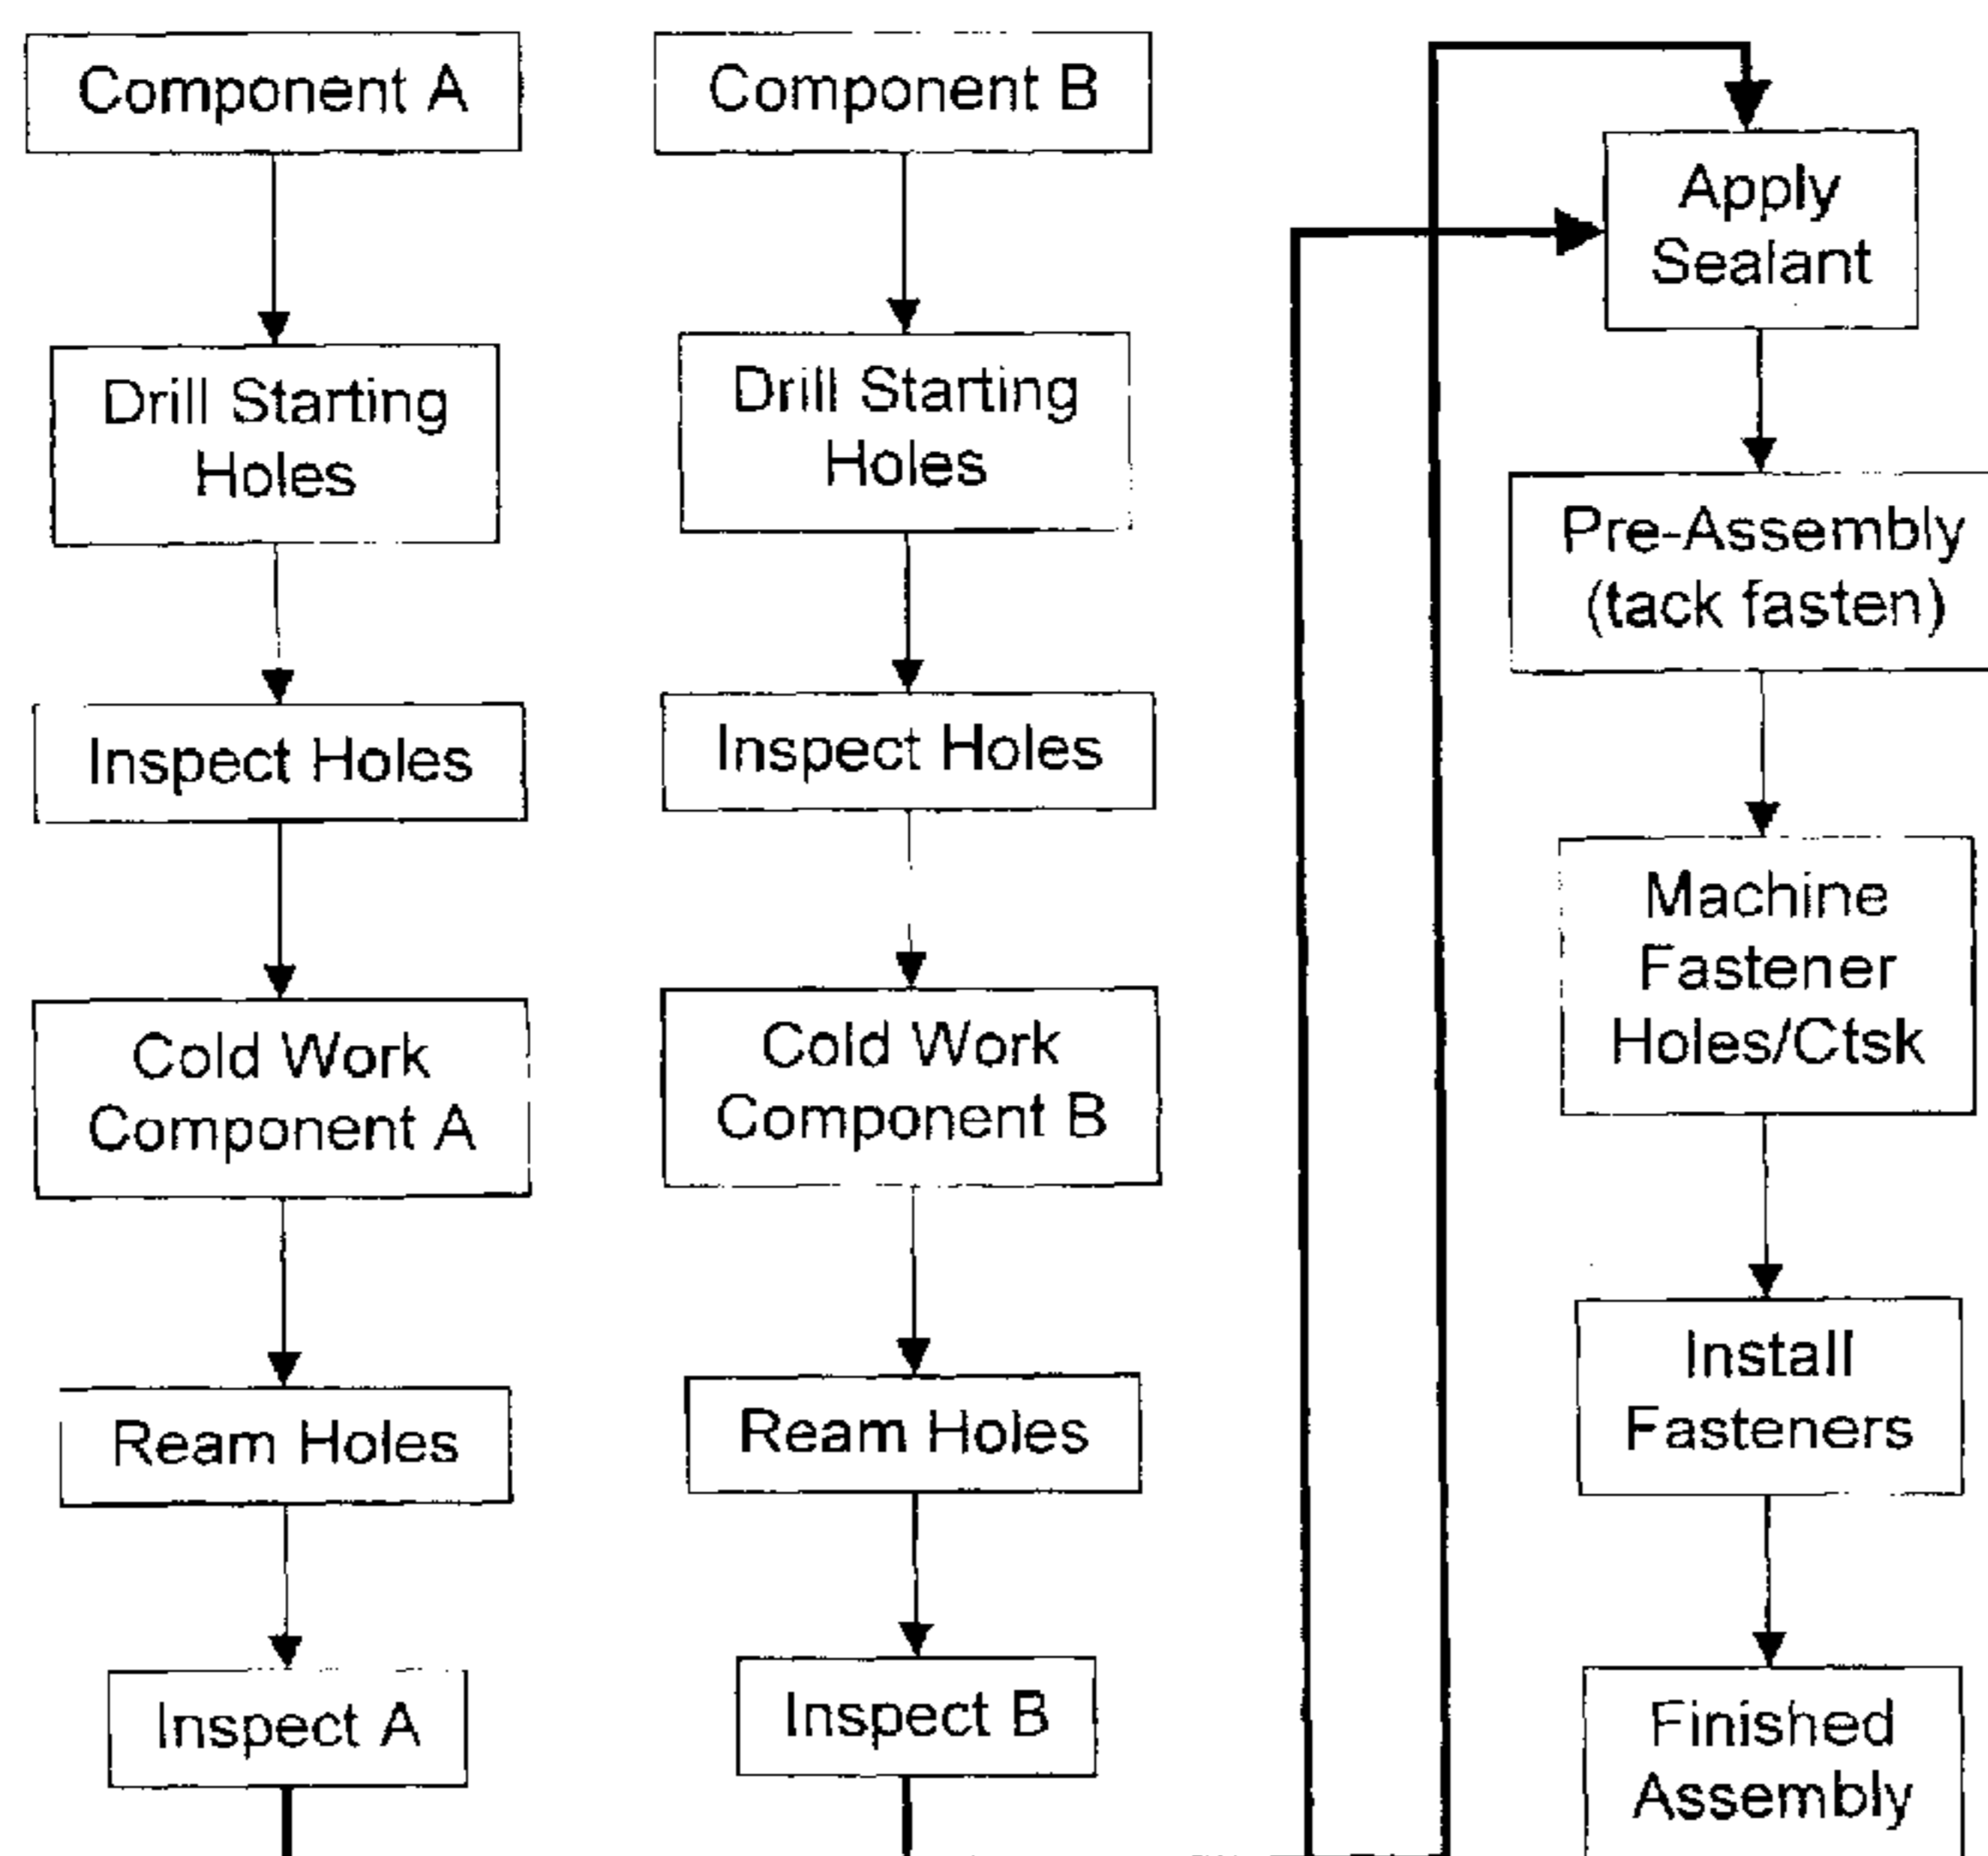 Component A
Drill Starting
Holes
Inspect Holes
Cold Work
Component A
Ream Holes
Inspect A
Component B
Drill Starting
Holes
Inspect Holes
Cold Work
Component B
Ream Holes
Inspect B
Apply
Sealant
Pre-Assembly
(tack fasten)
Machine
Fastener
Holes/Ctsk
Install
Fasteners
Finished
Assembly